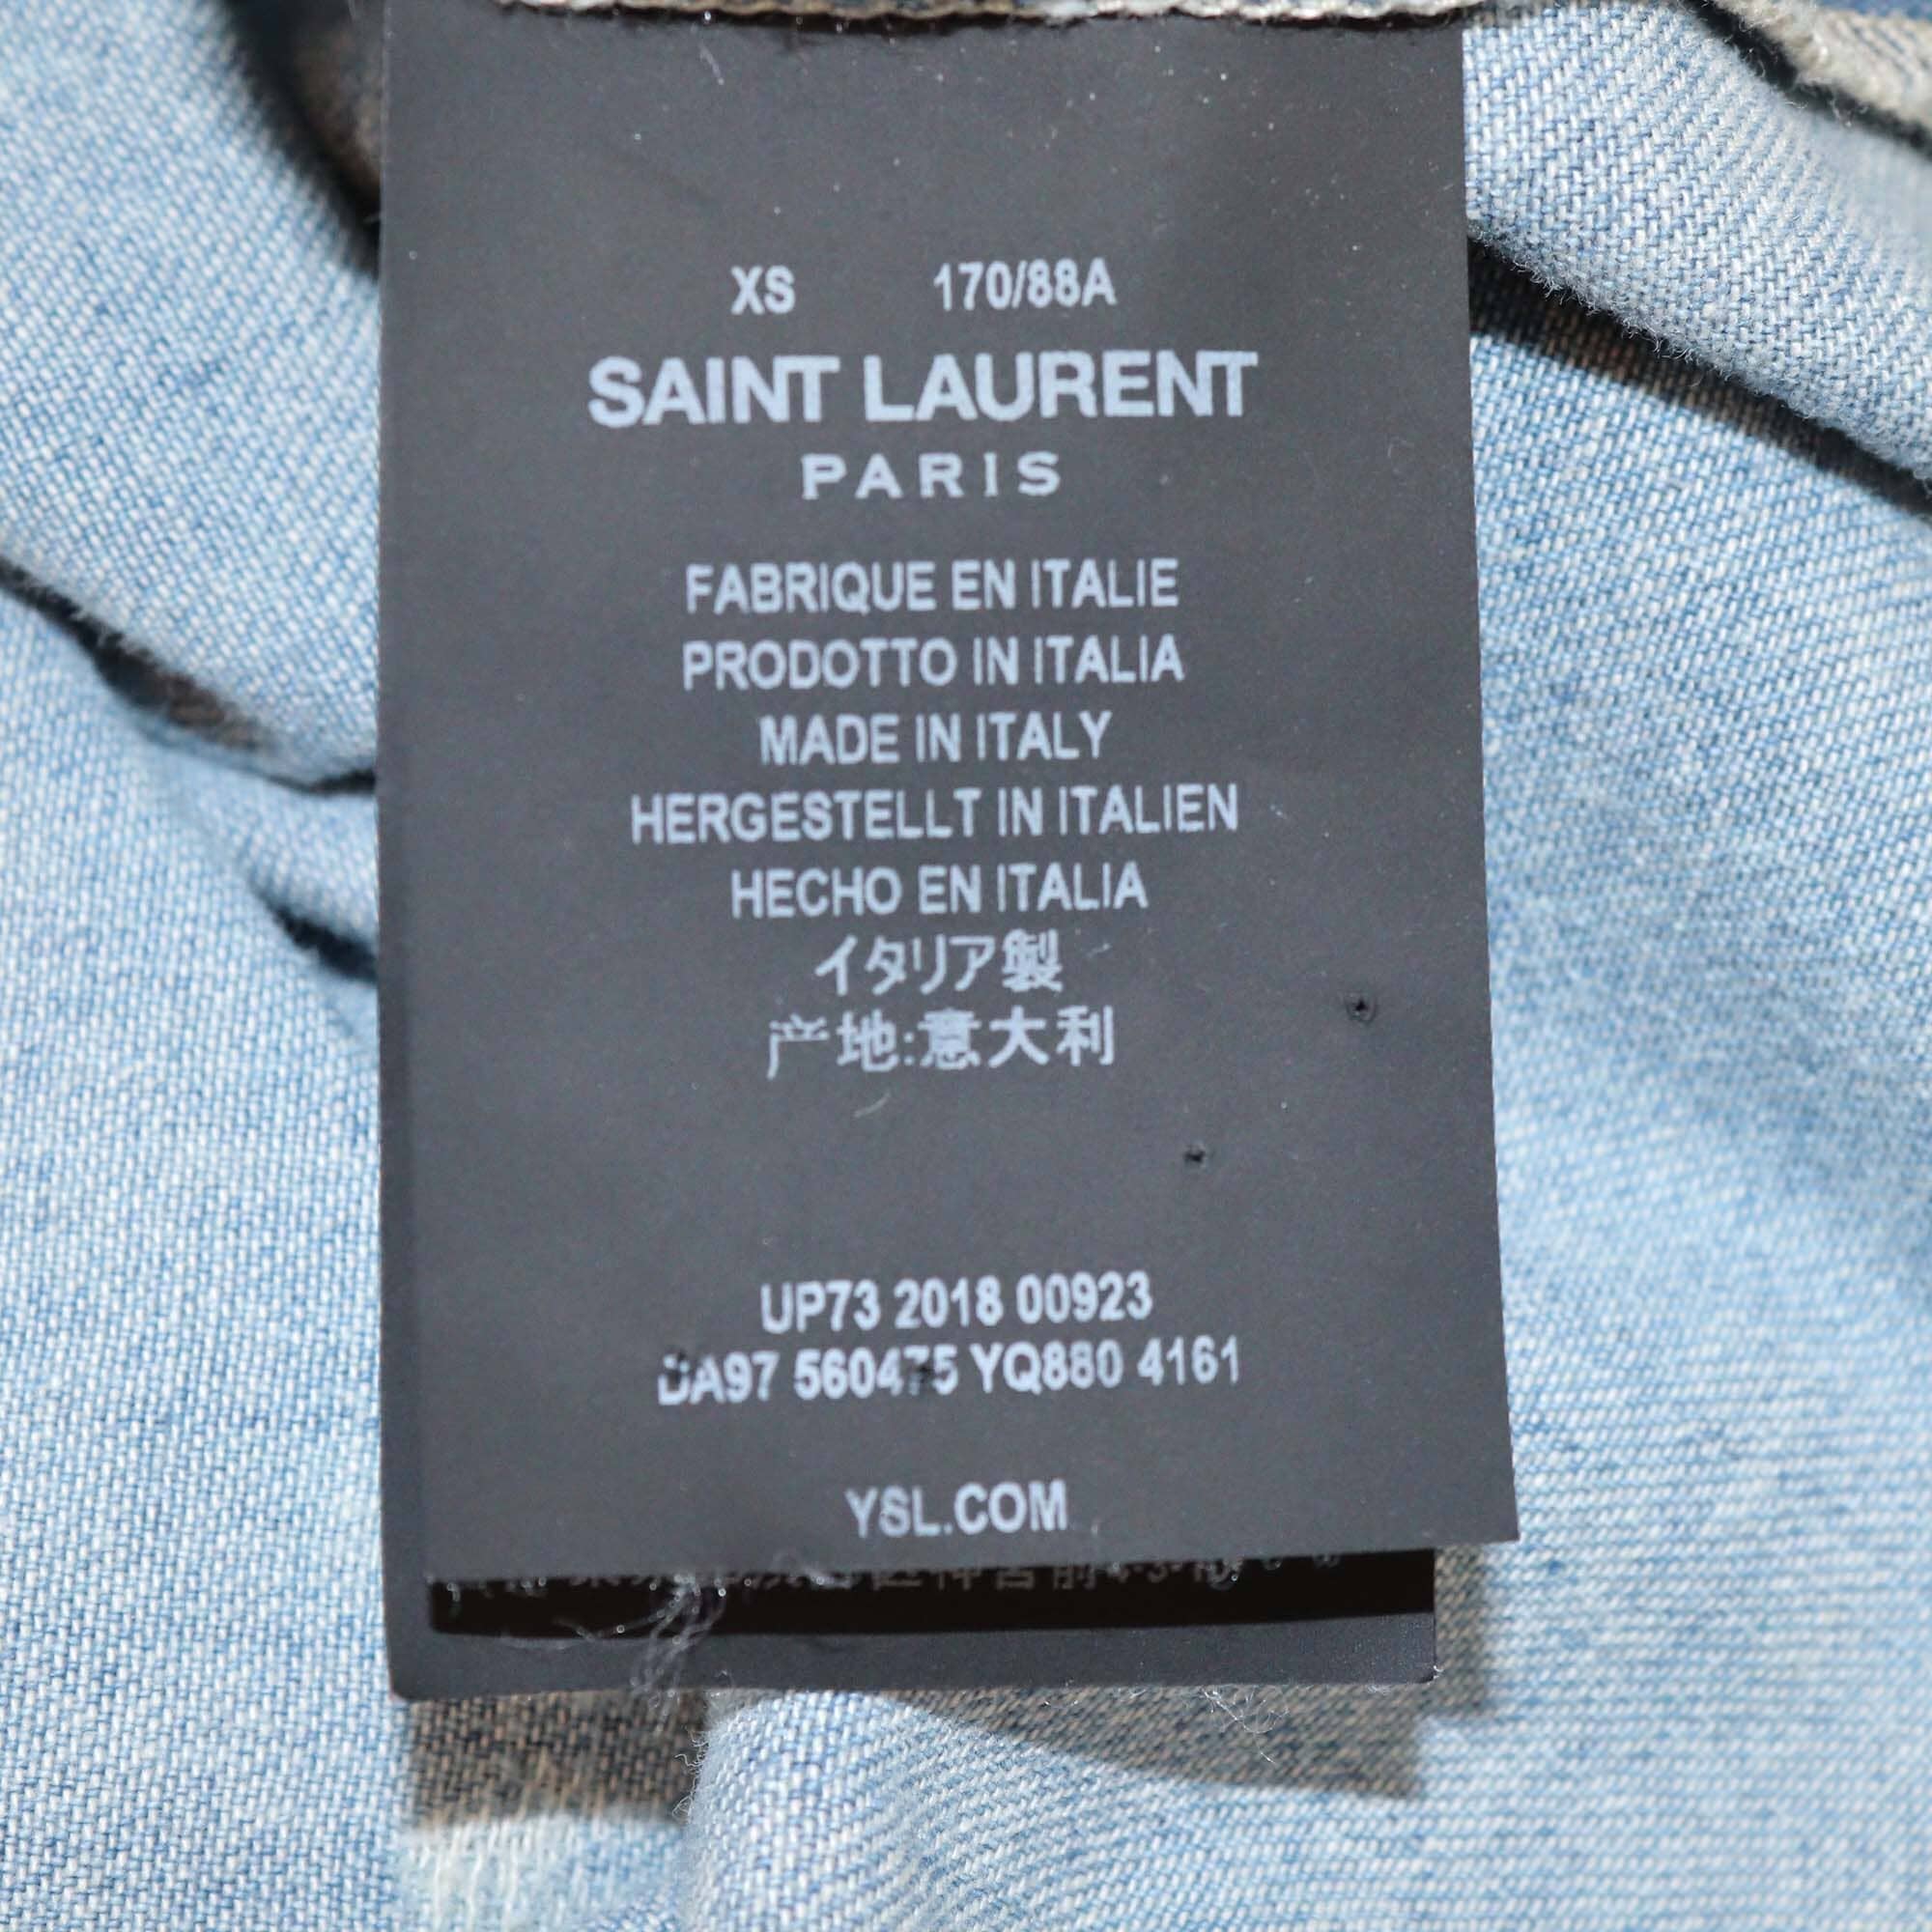 XS 170/88A
SAINT LAURENT
PARIS
FABRIQUE EN ITALIE
PRODOTTO IN ITALIA
MADE IN ITALY
HERGESTELLT IN ITALIEN
HECHO EN ITALIA
イタリア製
产地:意大利
UP73 2018 00923
DA97 560475 YQ880 4161
YSL.COM